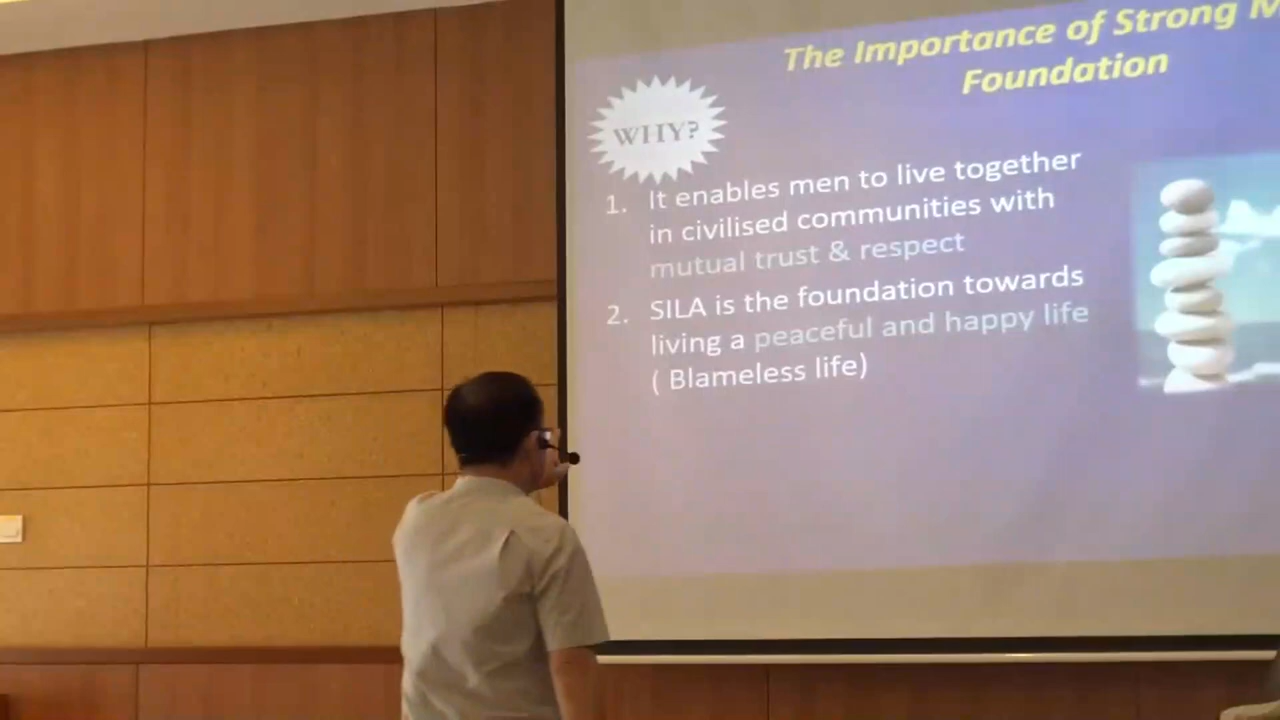 The Importance of Strong
Foundation
WHY?
1. It enables men to live together
in civilised communities with
mutual trust & respect
2. SILA is the foundation towards
living a peaceful and happy life
( Blameless life)